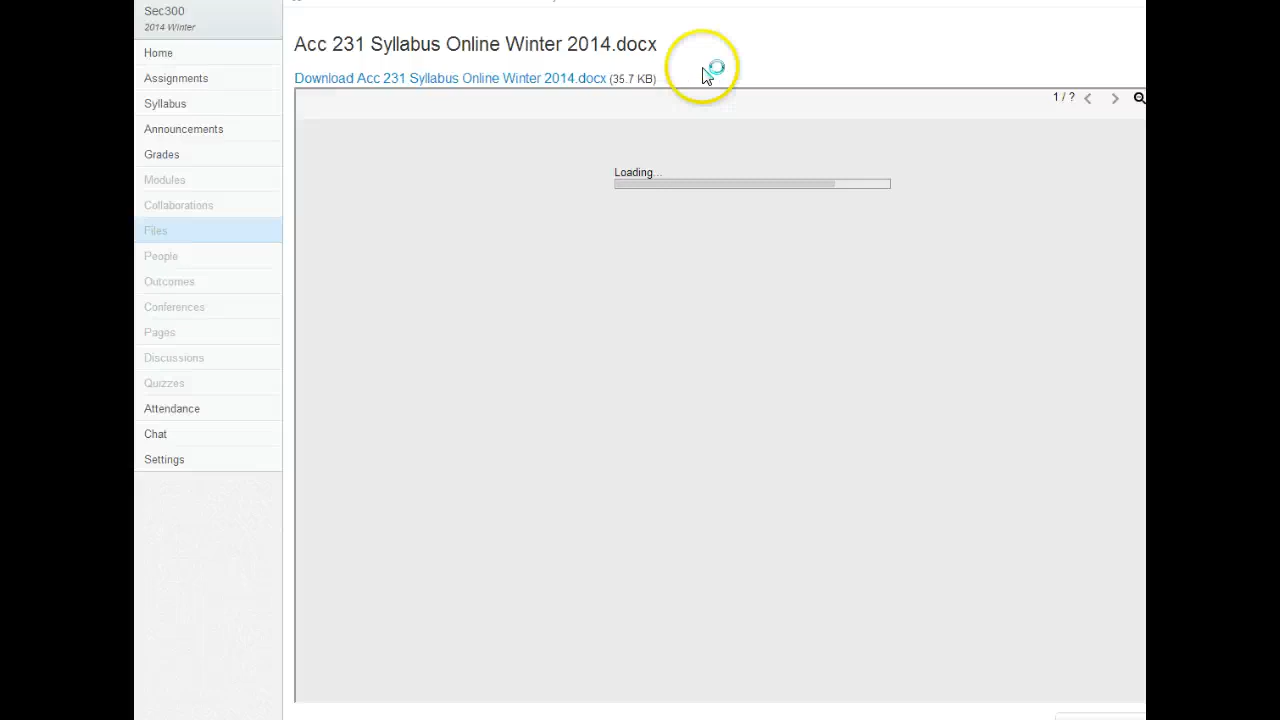 Sec300
2014 Winter
Home
Assignments
Syllabus
Announcements
Grades
Modules
Collaborations
Files
People
Outcomes
Conferences
Pages
Discussions
Quizzes
Attendance
Chat
Settings
Acc 231 Syllabus Online Winter 2014.docx
Download Acc 231 Syllabus Online Winter 2014.docx (35.7 KB)
1 / ?
Loading...